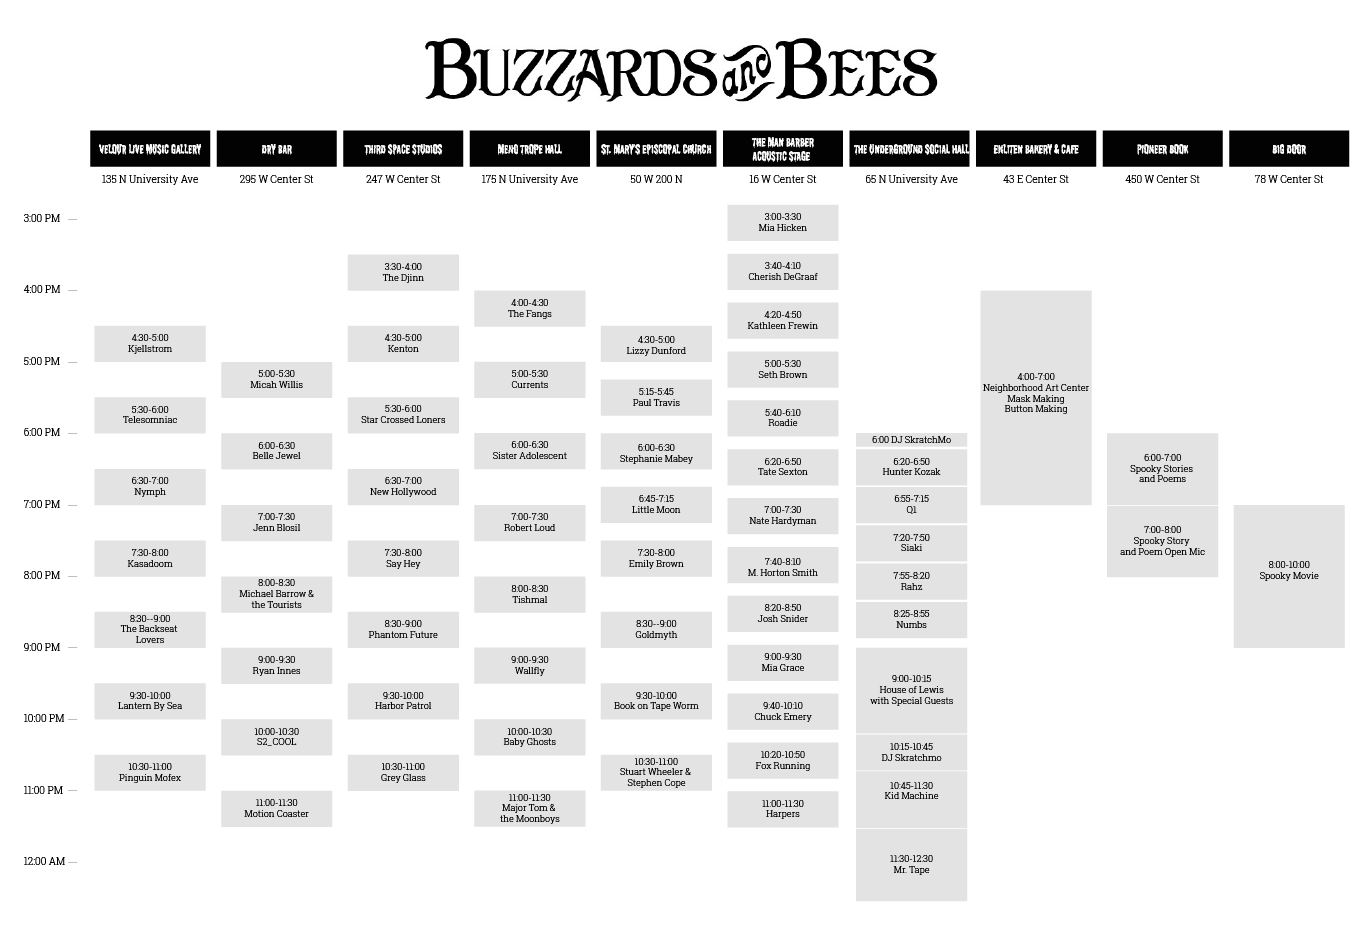 BUZZARDS and BEES
VELOUR LIVE MUSIC GALLERY
135 N University Ave
DRY BAR
295 W Center St
THIRD SPACE STUDIOS
247 W Center St
MENO TROPE HALL
175 N University Ave
ST. MARY'S EPISCOPAL CHURCH
50 W 200 N
THE MAN BARBER
ACOUSTIC STAGE
16 W Center St
THE UNDERGROUND SOCIAL HALL
65 N University Ave
ENLITEN BAKERY & CAFE
43 E Center St
PIONEER BOOK
450 W Center St
BIG DOOR
78 W Center St
3:00 PM
4:00 PM
5:00 PM
6:00 PM
7:00 PM
8:00 PM
9:00 PM
10:00 PM
11:00 PM
12:00 AM
4:30-5:00
Kjellstrom
5:30-6:00
Telesomniac
6:30-7:00
Nymph
7:30-8:00
Kasadoom
8:30--9:00
The Backseat
Lovers
9:30-10:00
Lantern By Sea
10:30-11:00
Pinguin Mofex
5:00-5:30
Micah Willis
6:00-6:30
Belle Jewel
7:00-7:30
Jenn Blosil
8:00-8:30
Michael Barrow &
the Tourists
9:00-9:30
Ryan Innes
10:00-10:30
S2_COOL
11:00-11:30
Motion Coaster
3:30-4:00
The Djinn
4:30-5:00
Kenton
5:30-6:00
Star Crossed Loners
6:30-7:00
New Hollywood
7:30-8:00
Say Hey
8:30-9:00
Phantom Future
9:30-10:00
Harbor Patrol
10:30-11:00
Grey Glass
4:00-4:30
The Fangs
5:00-5:30
Currents
6:00-6:30
Sister Adolescent
7:00-7:30
Robert Loud
8:00-8:30
Tishmal
9:00-9:30
Wallfly
10:00-10:30
Baby Ghosts
11:00-11:30
Major Tom &
the Moonboys
4:30-5:00
Lizzy Dunford
5:15-5:45
Paul Travis
6:00-6:30
Stephanie Mabey
6:45-7:15
Little Moon
7:30-8:00
Emily Brown
8:30--9:00
Goldmyth
9:30-10:00
Book on Tape Worm
10:30-11:00
Stuart Wheeler &
Stephen Cope
3:00-3:30
Mia Hicken
3:40-4:10
Cherish DeGraaf
4:20-4:50
Kathleen Frewin
5:00-5:30
Seth Brown
5:40-6:10
Roadie
6:20-6:50
Tate Sexton
7:00-7:30
Nate Hardyman
7:40-8:10
M. Horton Smith
8:20-8:50
Josh Snider
9:00-9:30
Mia Grace
9:40-10:10
Chuck Emery
10:20-10:50
Fox Running
11:00-11:30
Harpers
6:00 DJ SkratchMo
6:20-6:50
Hunter Kozak
6:55-7:15
Q1
7:20-7:50
Siaki
7:55-8:20
Rahz
8:25-8:55
Numbs
9:00-10:15
House of Lewis
with Special Guests
10:15-10:45
DJ Skratchmo
10:45-11:30
Kid Machine
11:30-12:30
Mr. Tape
4:00-7:00
Neighborhood Art Center
Mask Making
Button Making
6:00-7:00
Spooky Stories
and Poems
7:00-8:00
Spooky Story
and Poem Open Mic
8:00-10:00
Spooky Movie